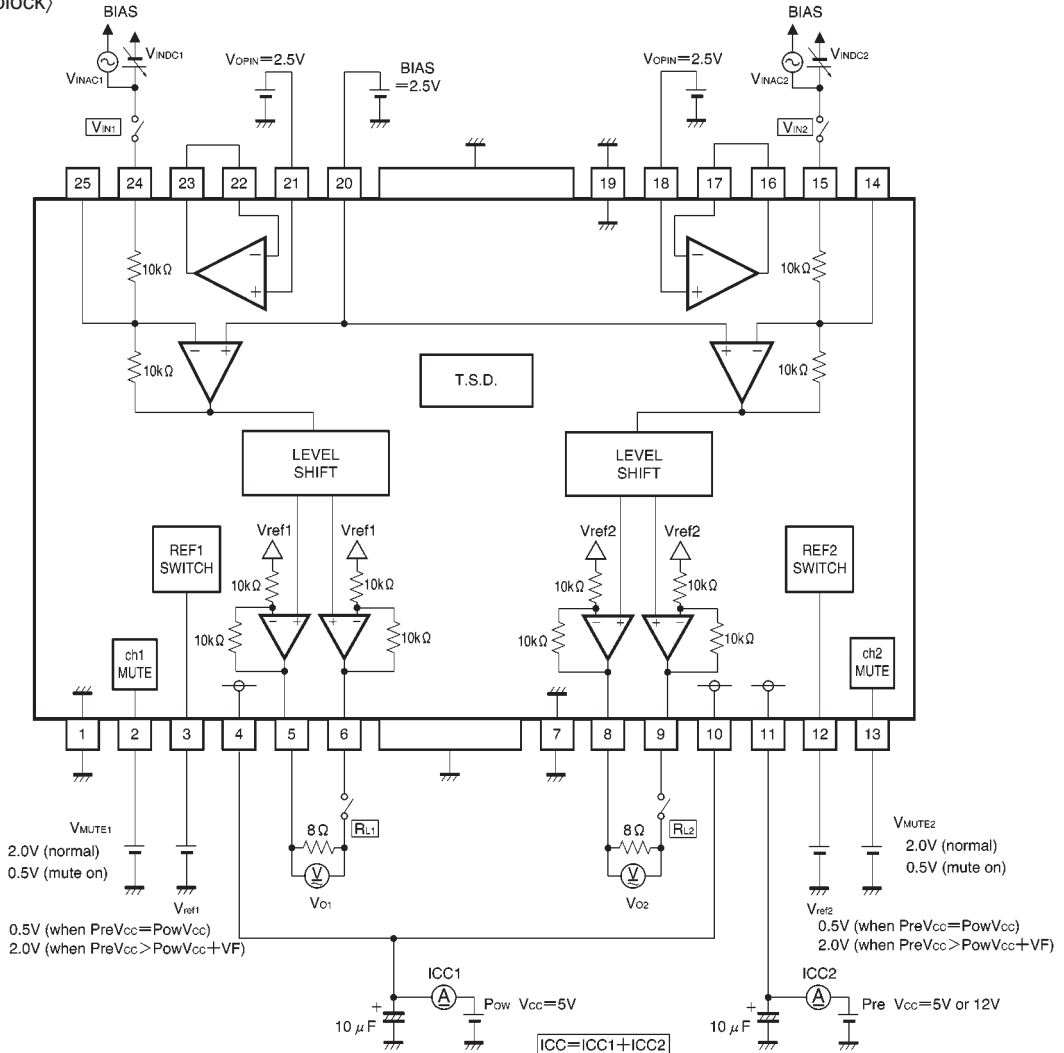 block〉
BIAS
VINAC1
VINDC1
VIN1
VOPIN=2.5V
BIAS
=2.5V
VOPIN=2.5V
BIAS
VINAC2
VINDC2
VIN2
25 24 23 22 21 20 19 18 17 16 15 14
10kΩ
10kΩ
10kΩ
10kΩ
− +
− +
− +
+ −
T.S.D.
LEVEL
SHIFT
LEVEL
SHIFT
REF1
SWITCH
Vref1
Vref1
Vref2
Vref2
REF2
SWITCH
10kΩ
10kΩ
10kΩ
10kΩ
− +
+ −
− +
+ −
10kΩ
10kΩ
10kΩ
10kΩ
ch1
MUTE
ch2
MUTE
1 2 3 4 5 6 7 8 9 10 11 12 13
VMUTE1
2.0V (normal)
0.5V (mute on)
Vref1
0.5V (when PreVCC=PowVCC)
2.0V (when PreVCC>PowVCC+VF)
8Ω
RL1
V
VO1
8Ω
RL2
V
VO2
VMUTE2
2.0V (normal)
0.5V (mute on)
Vref2
0.5V (when PreVCC=PowVCC)
2.0V (when PreVCC>PowVCC+VF)
ICC1
A
POW VCC=5V
+
10μF
ICC=ICC1+ICC2
ICC2
A
Pre VCC=5V or 12V
+
10μF